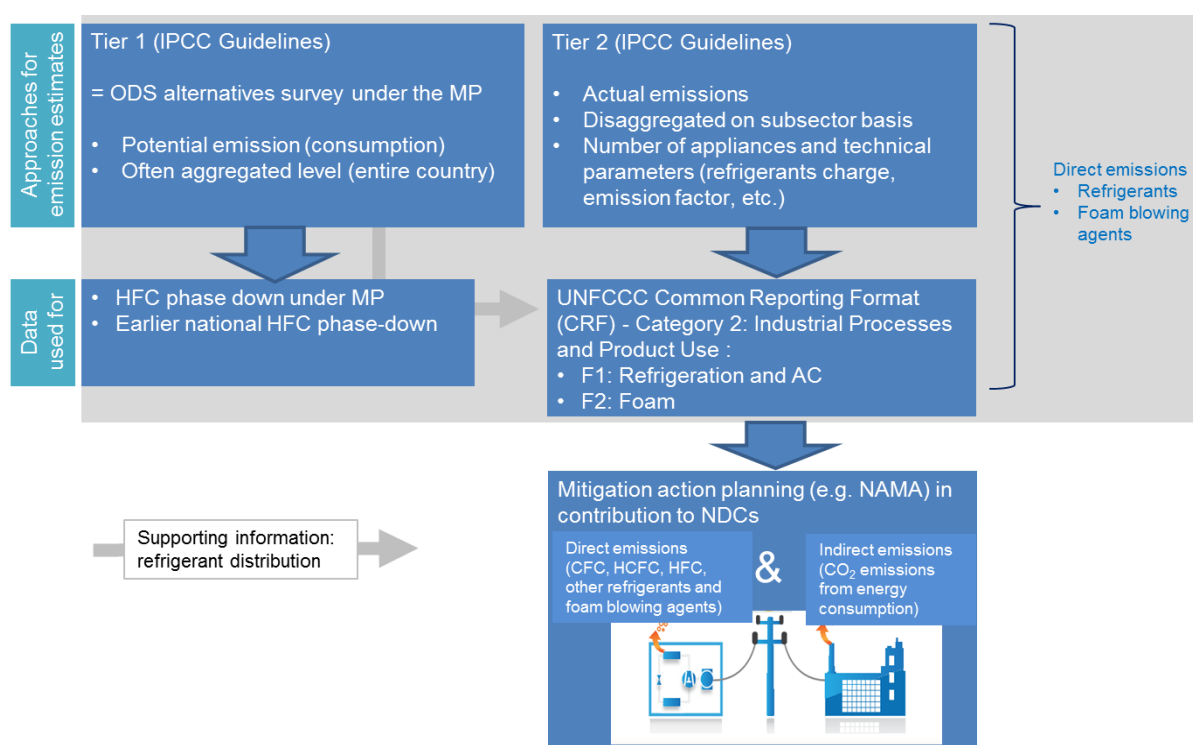 Approaches for
emission estimates
Tier 1 (IPCC Guidelines)
= ODS alternatives survey under the MP
• Potential emission (consumption)
• Often aggregated level (entire country)
Tier 2 (IPCC Guidelines)
• Actual emissions
• Disaggregated on subsector basis
• Number of appliances and technical
parameters (refrigerants charge,
emission factor, etc.)
Direct emissions
• Refrigerants
• Foam blowing
agents
Data
used for
• HFC phase down under MP
• Earlier national HFC phase-down
UNFCCC Common Reporting Format
(CRF) - Category 2: Industrial Processes
and Product Use :
• F1: Refrigeration and AC
• F2: Foam
Mitigation action planning (e.g. NAMA) in
contribution to NDCs
Supporting information:
refrigerant distribution
Direct emissions
(CFC, HCFC, HFC,
other refrigerants and
foam blowing agents)
&
Indirect emissions
(CO₂ emissions
from energy
consumption)